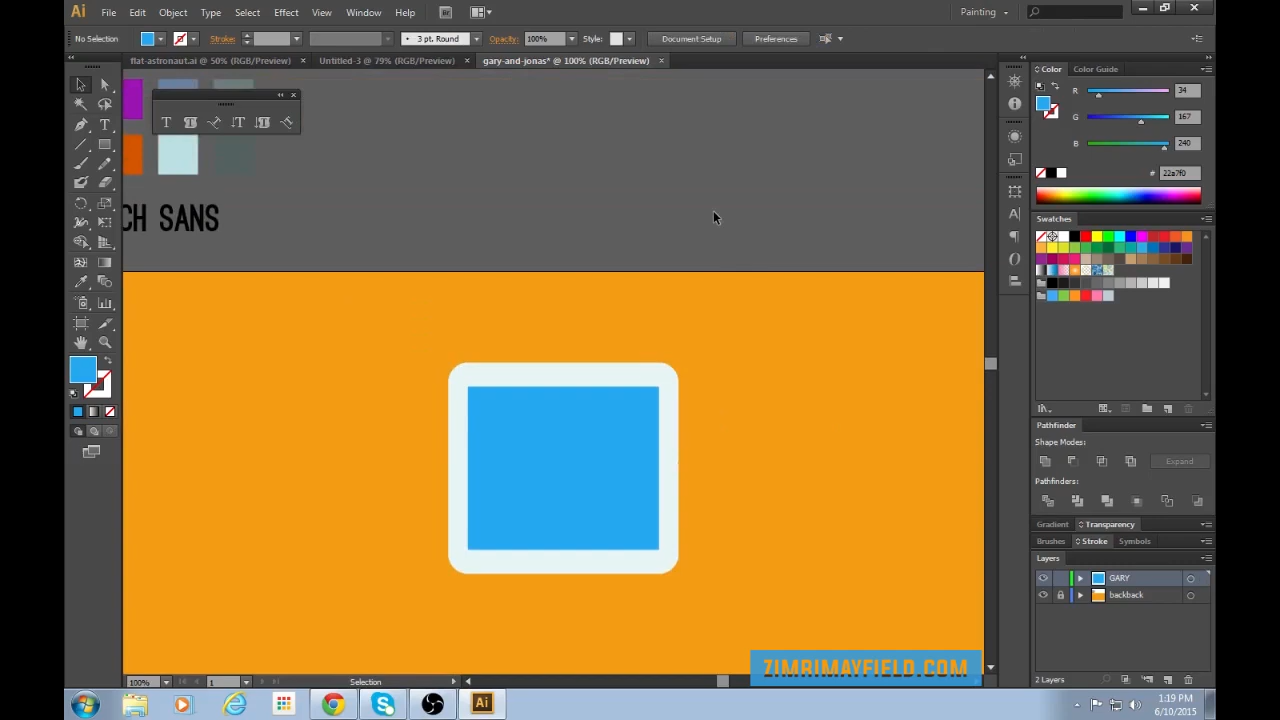 Ai File Edit Object Type Select Effect View Window Help Br Painting
No Selection Stroke: 3 pt. Round Opacity: 100% Style: Document Setup Preferences
flat-astronaut.ai @ 50% (RGB/Preview) × Untitled-3 @ 79% (RGB/Preview) × gary-and-jonas* @ 100% (RGB/Preview) ×
Color Color Guide
R 34
G 167
B 240
# 22a7f0
CH SANS
Swatches
Pathfinder
Shape Modes:
Expand
Pathfinders:
Gradient Transparency
Brushes Stroke Symbols
Layers
GARY
backback
2 Layers
ZIMRIMAYFIELD.COM
100% 1 Selection
1:19 PM
6/10/2015